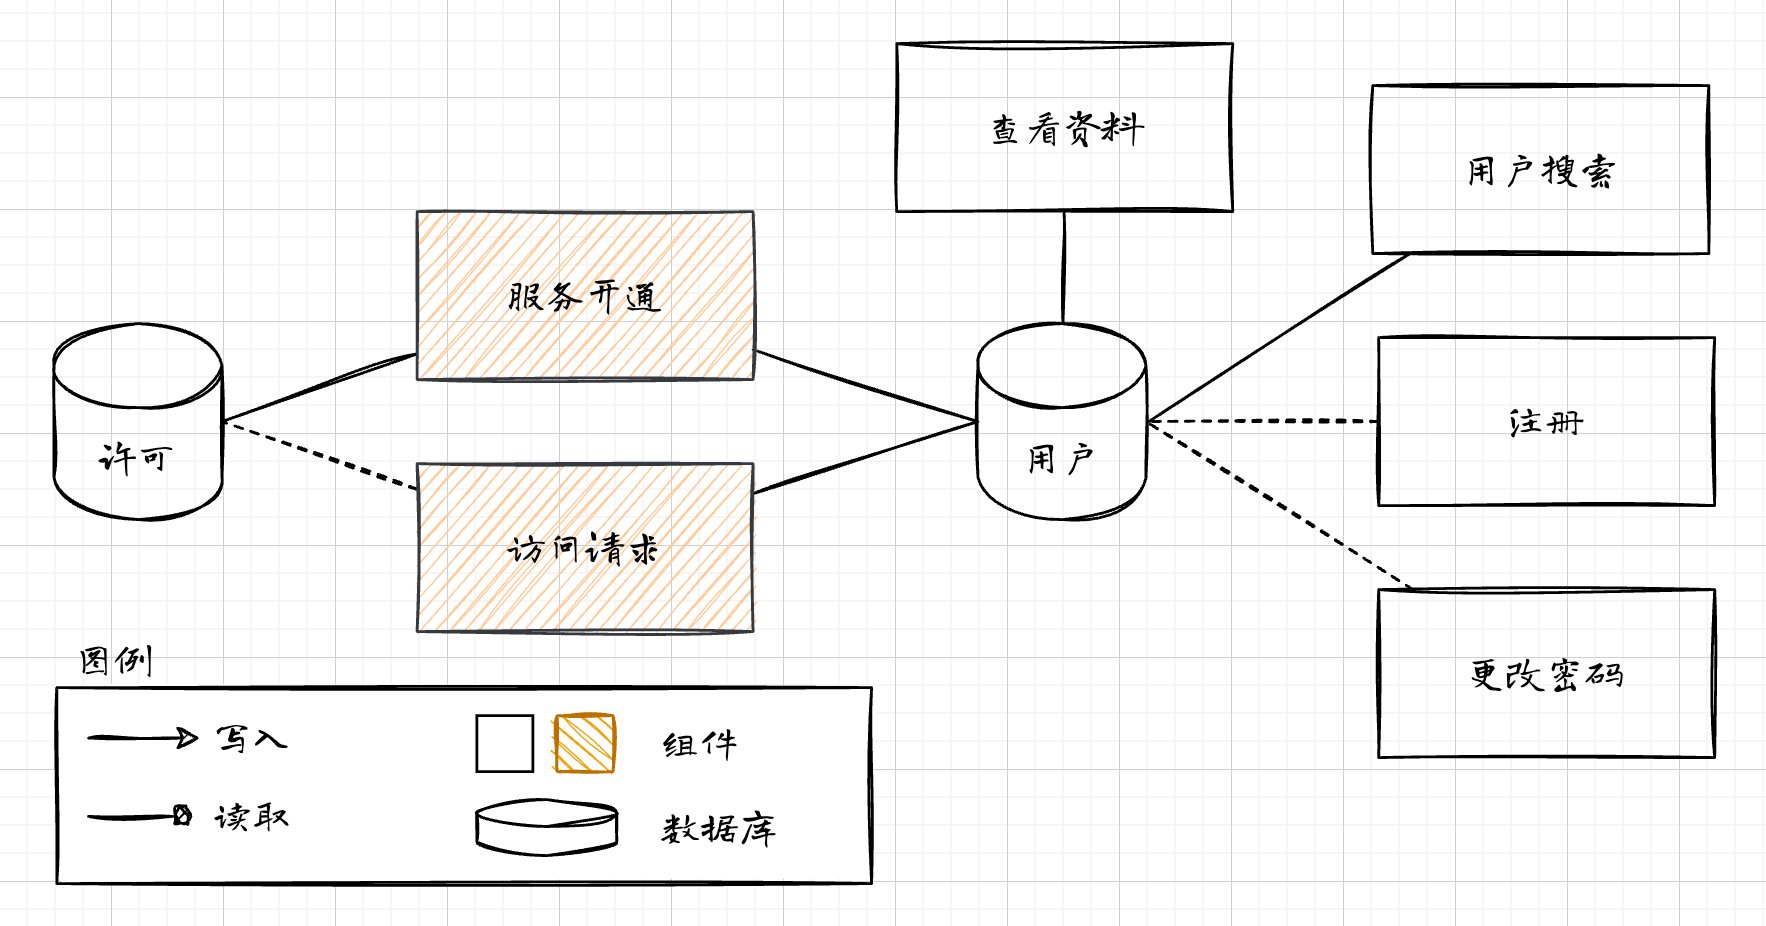 查看资料
用户搜索
服务开通
许可
用户
注册
访问请求
更改密码
图例
写入
组件
读取
数据库